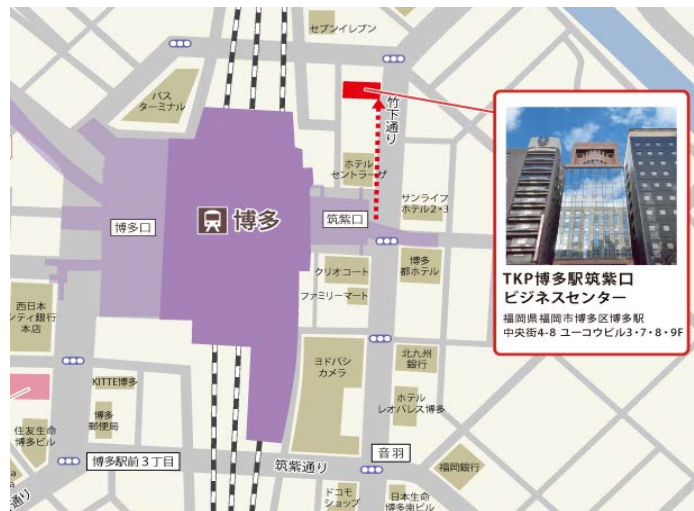 セブンイレブン
バス
ターミナル
竹下通り
ホテル
セントラーザ
サンライフ
ホテル2・3
博多口
博多
筑紫口
博多
都ホテル
クリオコート
ファミリーマート
TKP博多駅筑紫口
ビジネスセンター
福岡県福岡市博多区博多駅
中央街4-8 ユーコウビル3・7・8・9F
西日本
シティ銀行
本店
ヨドバシ
カメラ
北九州
銀行
KITTE博多
博多
郵便局
ホテル
レオパレス博多
住友生命
博多ビル
博多駅前3丁目
筑紫通り
音羽
福岡銀行
ドコモ
ショップ
日本生命
博多南ビル
通り